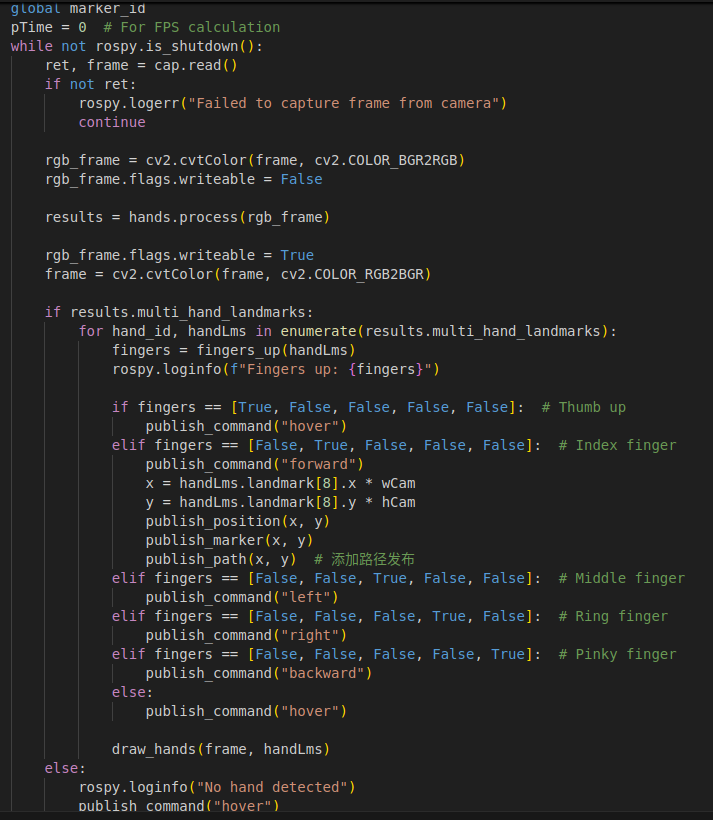 global marker_id
pTime = 0  # For FPS calculation
while not rospy.is_shutdown():
    ret, frame = cap.read()
    if not ret:
        rospy.logerr("Failed to capture frame from camera")
        continue
    rgb_frame = cv2.cvtColor(frame, cv2.COLOR_BGR2RGB)
    rgb_frame.flags.writeable = False
    results = hands.process(rgb_frame)
    rgb_frame.flags.writeable = True
    frame = cv2.cvtColor(frame, cv2.COLOR_RGB2BGR)
    if results.multi_hand_landmarks:
        for hand_id, handLms in enumerate(results.multi_hand_landmarks):
            fingers = fingers_up(handLms)
            rospy.loginfo(f"Fingers up: {fingers}")
            if fingers == [True, False, False, False, False]:  # Thumb up
                publish_command("hover")
            elif fingers == [False, True, False, False, False]:  # Index finger
                publish_command("forward")
                x = handLms.landmark[8].x * wCam
                y = handLms.landmark[8].y * hCam
                publish_position(x, y)
                publish_marker(x, y)
                publish_path(x, y)  # 添加路径发布
            elif fingers == [False, False, True, False, False]:  # Middle finger
                publish_command("left")
            elif fingers == [False, False, False, True, False]:  # Ring finger
                publish_command("right")
            elif fingers == [False, False, False, False, True]:  # Pinky finger
                publish_command("backward")
            else:
                publish_command("hover")
            draw_hands(frame, handLms)
    else:
        rospy.loginfo("No hand detected")
        publish_command("hover")